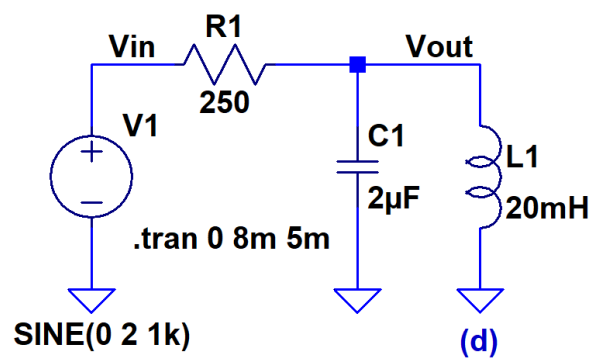 R1
Vin
Vout
250
V1
C1
L1
2µF
20mH
.tran 0 8m 5m
SINE(0 2 1k)
(d)